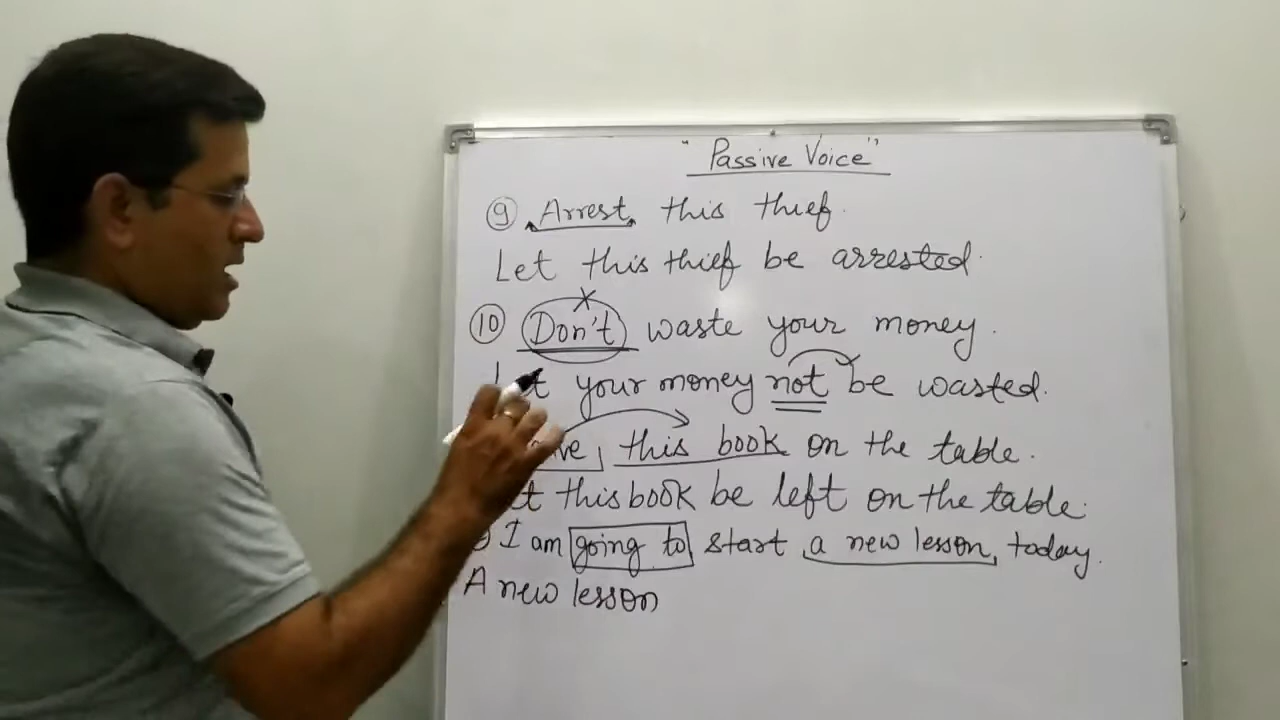 " Passive Voice "
⑨ Arrest this thief.
Let this thief be arrested.
⑩ Don't waste your money.
your money not be wasted.
this book on the table.
this book be left on the table.
I am going to start a new lesson, today.
A new lesson